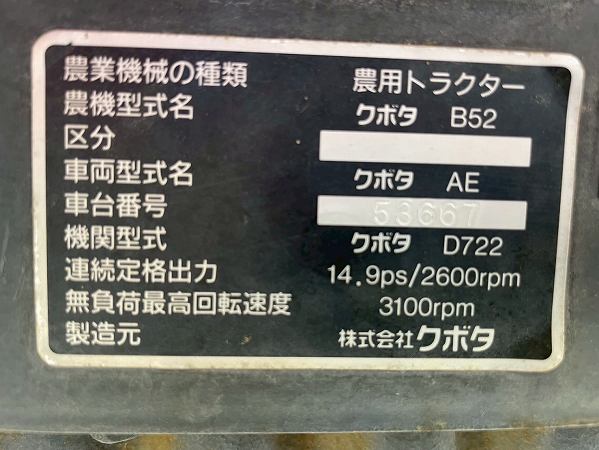 農業機械の種類 農用トラクター
農機型式名 クボタ B52
区分
車両型式名 クボタ AE
車台番号 53667
機関型式 クボタ D722
連続定格出力 14.9ps/2600rpm
無負荷最高回転速度 3100rpm
製造元 株式会社クボタ